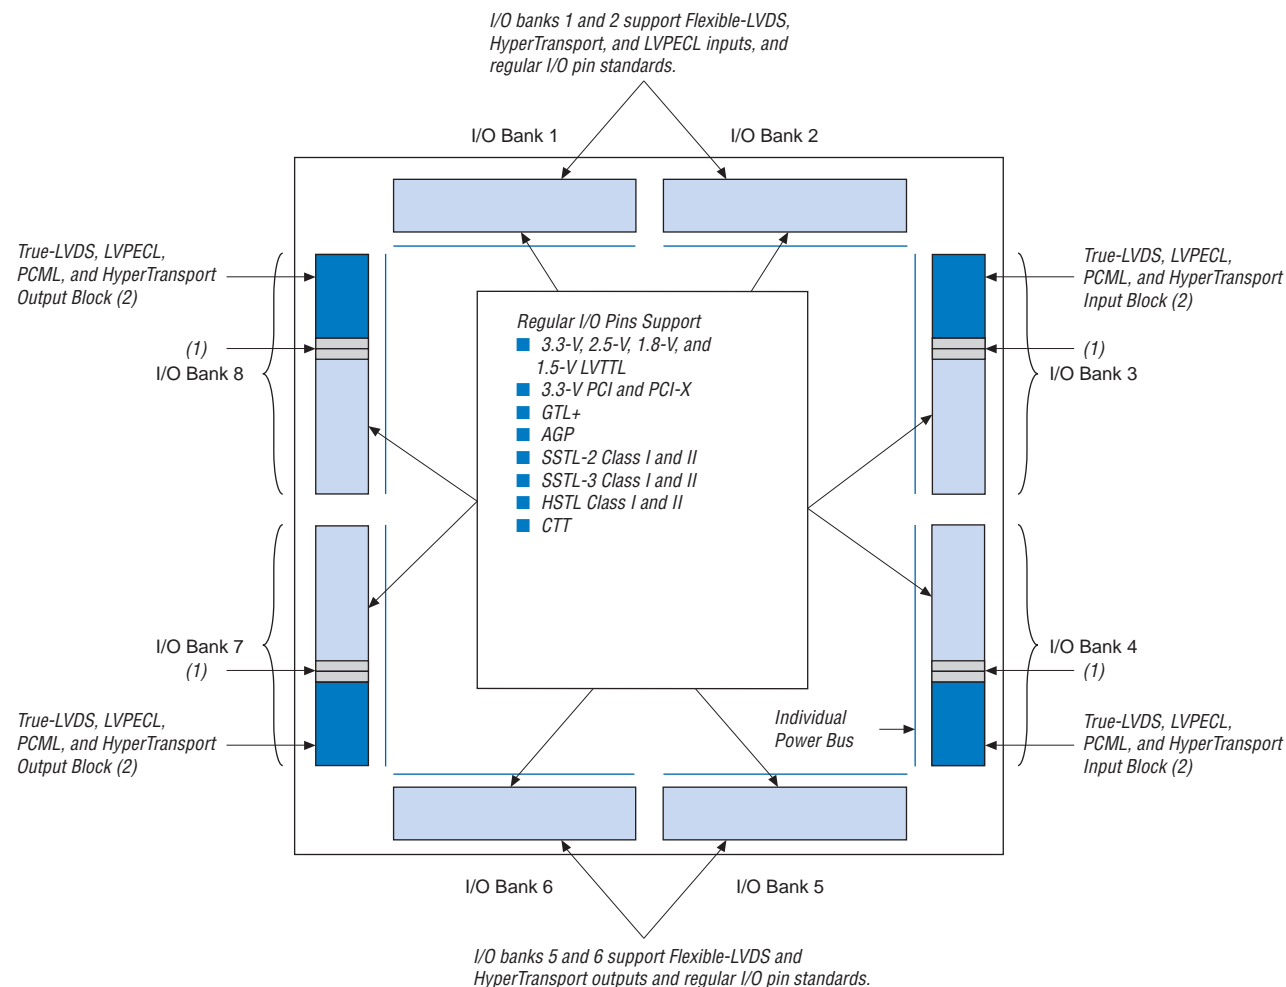 I/O banks 1 and 2 support Flexible-LVDS,
HyperTransport, and LVPECL inputs, and
regular I/O pin standards.
I/O Bank 1
I/O Bank 2
True-LVDS, LVPECL,
PCML, and HyperTransport
Output Block (2)
(1)
I/O Bank 8
True-LVDS, LVPECL,
PCML, and HyperTransport
Input Block (2)
(1)
I/O Bank 3
Regular I/O Pins Support
3.3-V, 2.5-V, 1.8-V, and
1.5-V LVTTL
3.3-V PCI and PCI-X
GTL+
AGP
SSTL-2 Class I and II
SSTL-3 Class I and II
HSTL Class I and II
CTT
I/O Bank 7
(1)
True-LVDS, LVPECL,
PCML, and HyperTransport
Output Block (2)
I/O Bank 4
(1)
True-LVDS, LVPECL,
PCML, and HyperTransport
Input Block (2)
Individual
Power Bus
I/O Bank 6
I/O Bank 5
I/O banks 5 and 6 support Flexible-LVDS and
HyperTransport outputs and regular I/O pin standards.